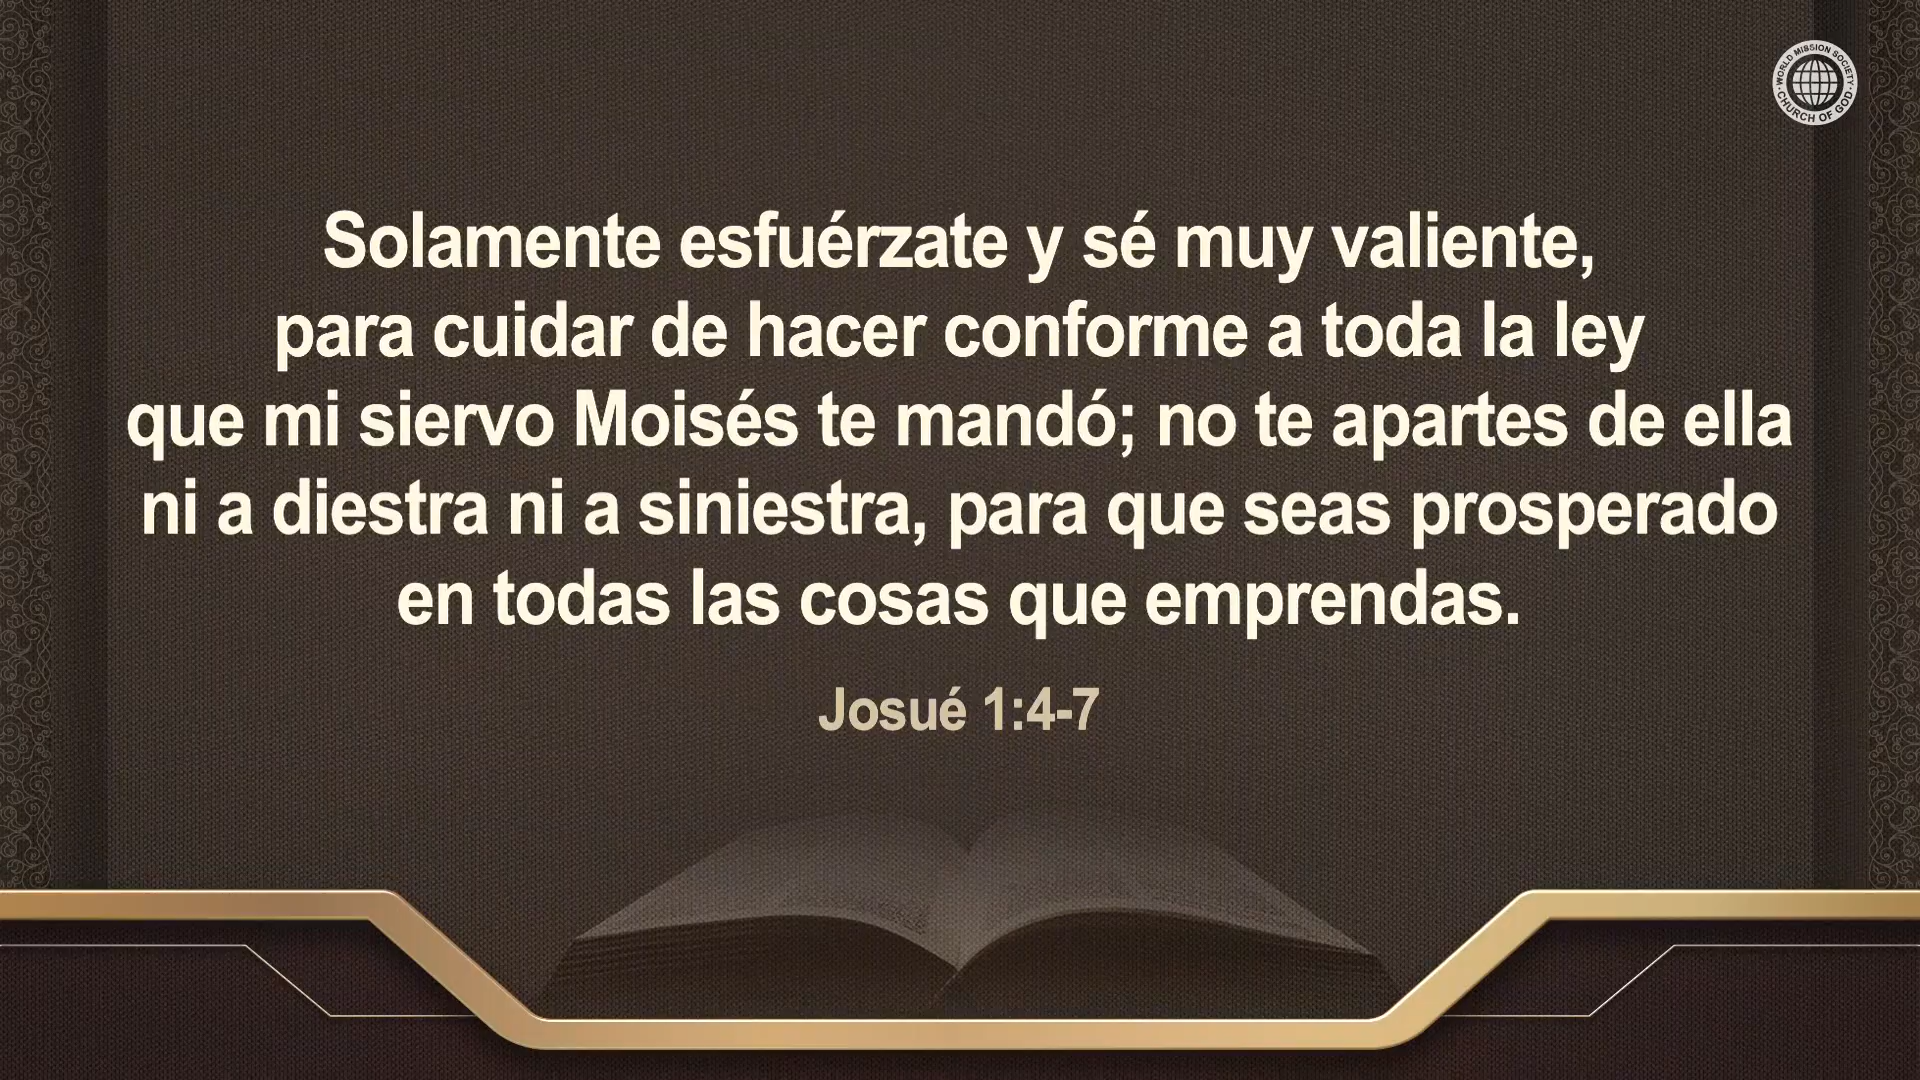 WORLD MISSION SOCIETY
CHURCH OF GOD
Solamente esfuérzate y sé muy valiente,
para cuidar de hacer conforme a toda la ley
que mi siervo Moisés te mandó; no te apartes de ella
ni a diestra ni a siniestra, para que seas prosperado
en todas las cosas que emprendas.
Josué 1:4-7